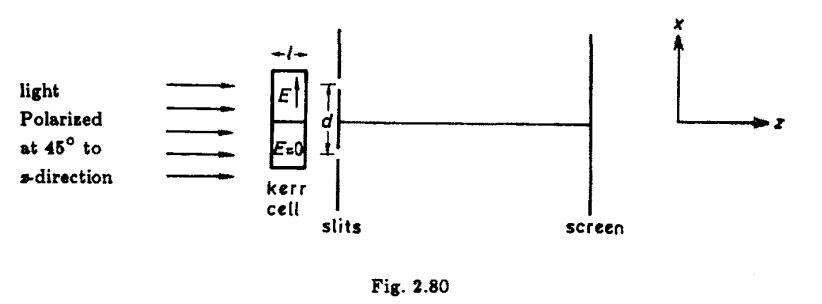 light
Polarized
at 45° to
x-direction
l
E
E=0
d
kerr
cell
slits
screen
x
z
Fig. 2.80